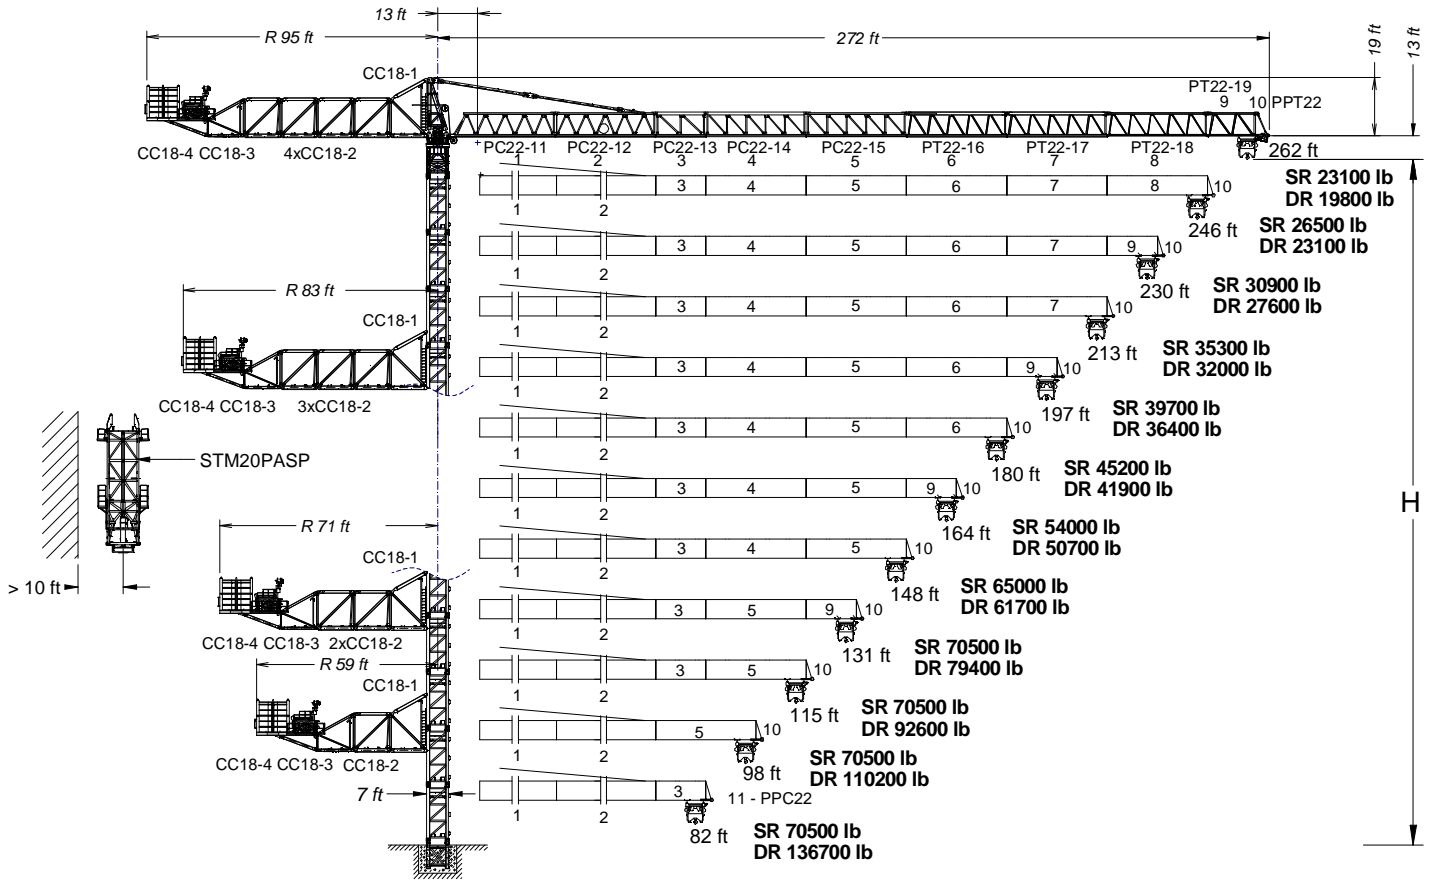 13 ft
R 95 ft
272 ft
19 ft
13 ft
CC18-1
PT22-19
9 10 PPT22
CC18-4 CC18-3 4xCC18-2
PC22-11 PC22-12 PC22-13 PC22-14 PC22-15 PT22-16 PT22-17 PT22-18
1 2 3 4 5 6 7 8
262 ft
SR 23100 lb
DR 19800 lb
3 4 5 6 7 8 10
1 2
246 ft
SR 26500 lb
DR 23100 lb
3 4 5 6 7 9 10
1 2
230 ft
SR 30900 lb
DR 27600 lb
R 83 ft
CC18-1
3 4 5 6 7 10
1 2
213 ft
SR 35300 lb
DR 32000 lb
3 4 5 6 9 10
1 2
CC18-4 CC18-3 3xCC18-2
197 ft
SR 39700 lb
DR 36400 lb
3 4 5 6 10
1 2
STM20PASP
180 ft
SR 45200 lb
DR 41900 lb
3 4 5 9 10
1 2
H
164 ft
SR 54000 lb
DR 50700 lb
R 71 ft
CC18-1
3 4 5 10
1 2
> 10 ft
148 ft
SR 65000 lb
DR 61700 lb
3 5 9 10
1 2
CC18-4 CC18-3 2xCC18-2
131 ft
SR 70500 lb
DR 79400 lb
R 59 ft
CC18-1
3 5 10
1 2
115 ft
SR 70500 lb
DR 92600 lb
5 10
1 2
CC18-4 CC18-3 CC18-2
98 ft
SR 70500 lb
DR 110200 lb
7 ft
3 11 - PPC22
1 2
82 ft
SR 70500 lb
DR 136700 lb